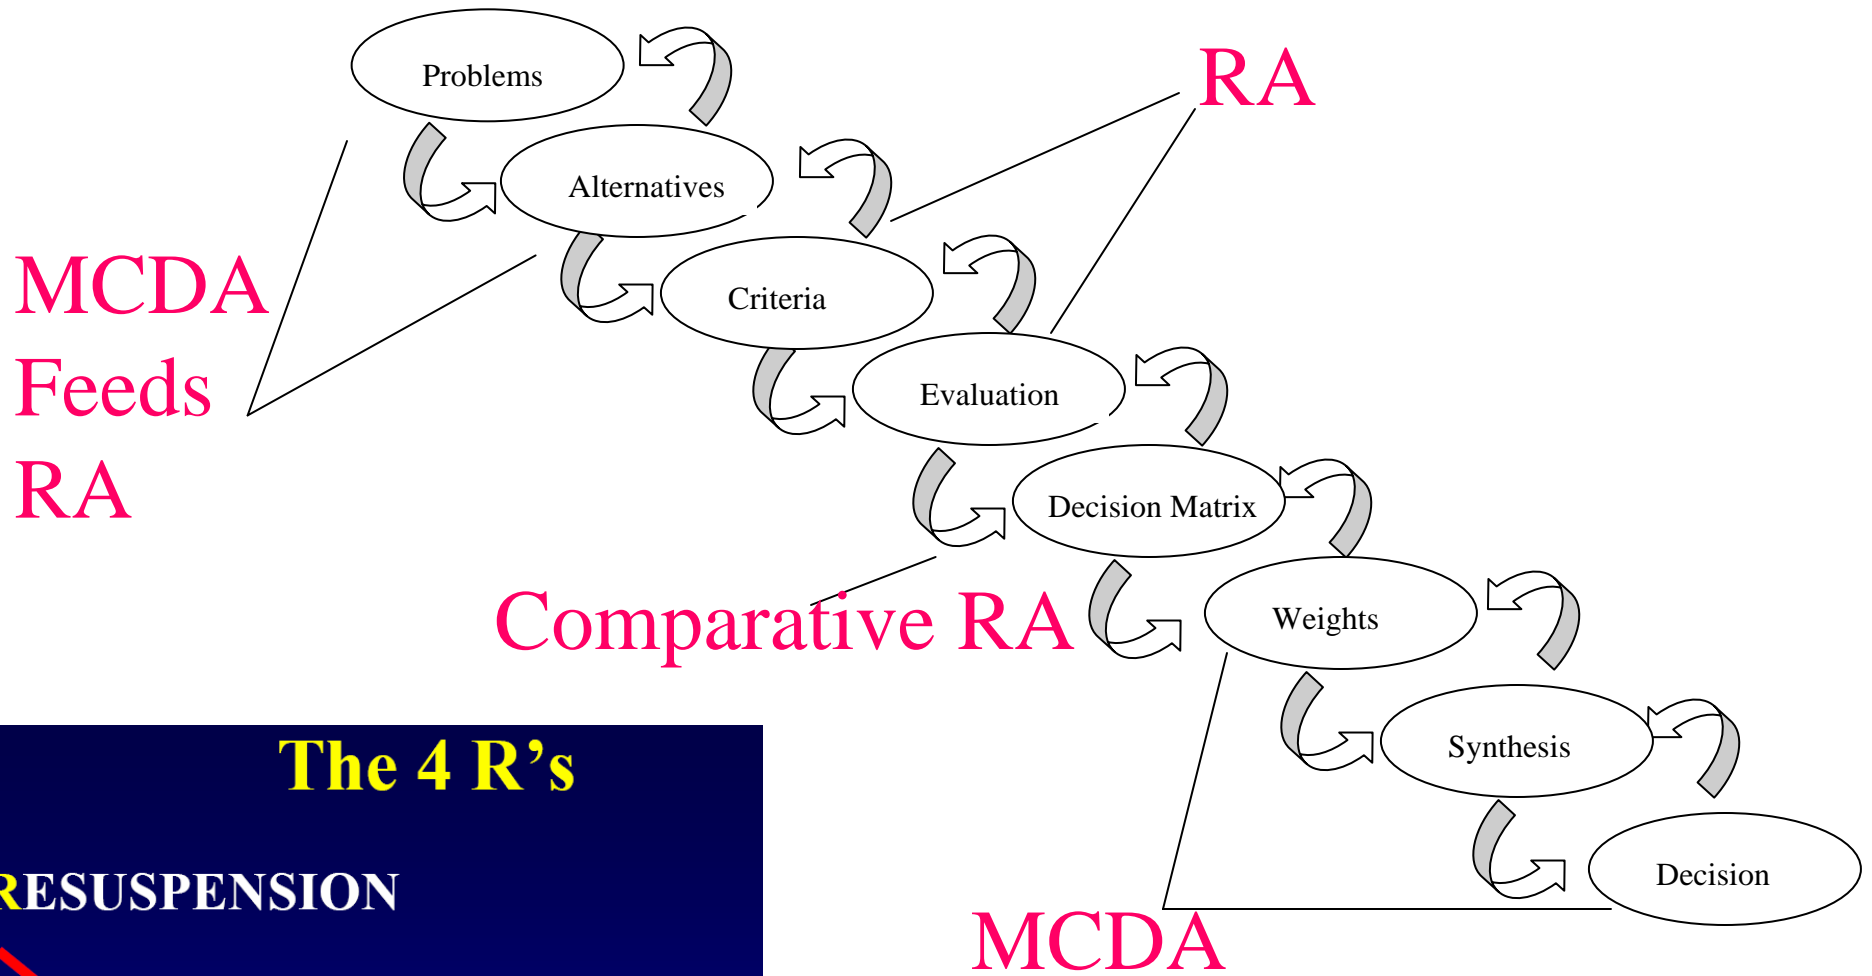 Problems
RA
Alternatives
MCDA
Feeds
RA
Criteria
Evaluation
Decision Matrix
Comparative RA
Weights
Synthesis
Decision
MCDA
The 4 R’s
RESUSPENSION